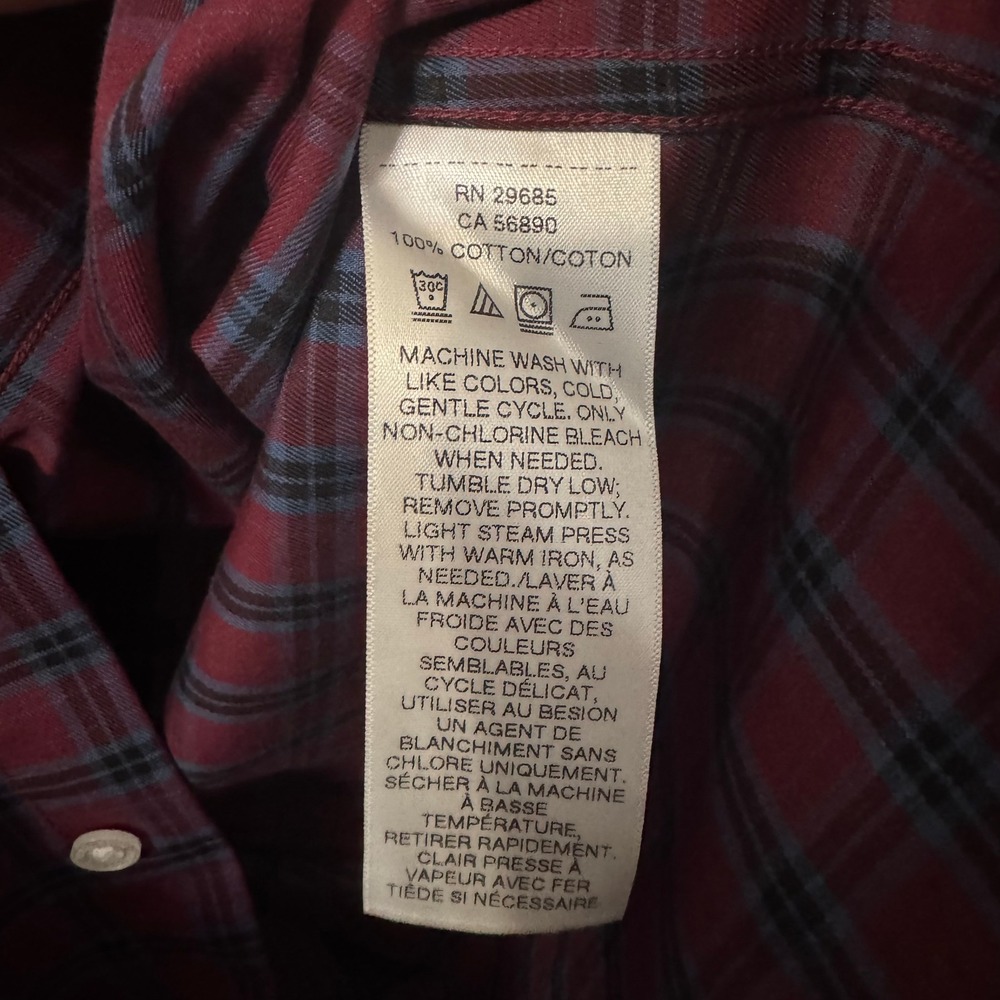 RN 29685
CA 56890
100% COTTON/COTON
30C
MACHINE WASH WITH
LIKE COLORS, COLD,
GENTLE CYCLE. ONLY
NON-CHLORINE BLEACH
WHEN NEEDED.
TUMBLE DRY LOW;
REMOVE PROMPTLY.
LIGHT STEAM PRESS
WITH WARM IRON, AS
NEEDED./LAVER À
LA MACHINE À L'EAU
FROIDE AVEC DES
COULEURS
SEMBLABLES, AU
CYCLE DÉLICAT,
UTILISER AU BESION
UN AGENT DE
BLANCHIMENT SANS
CHLORE UNIQUEMENT.
SÉCHER À LA MACHINE
À BASSE
TEMPÉRATURE,
RETIRER RAPIDEMENT.
CLAIR PRESSE À
VAPEUR AVEC FER
TIÈDE SI NÉCESSAIRE.